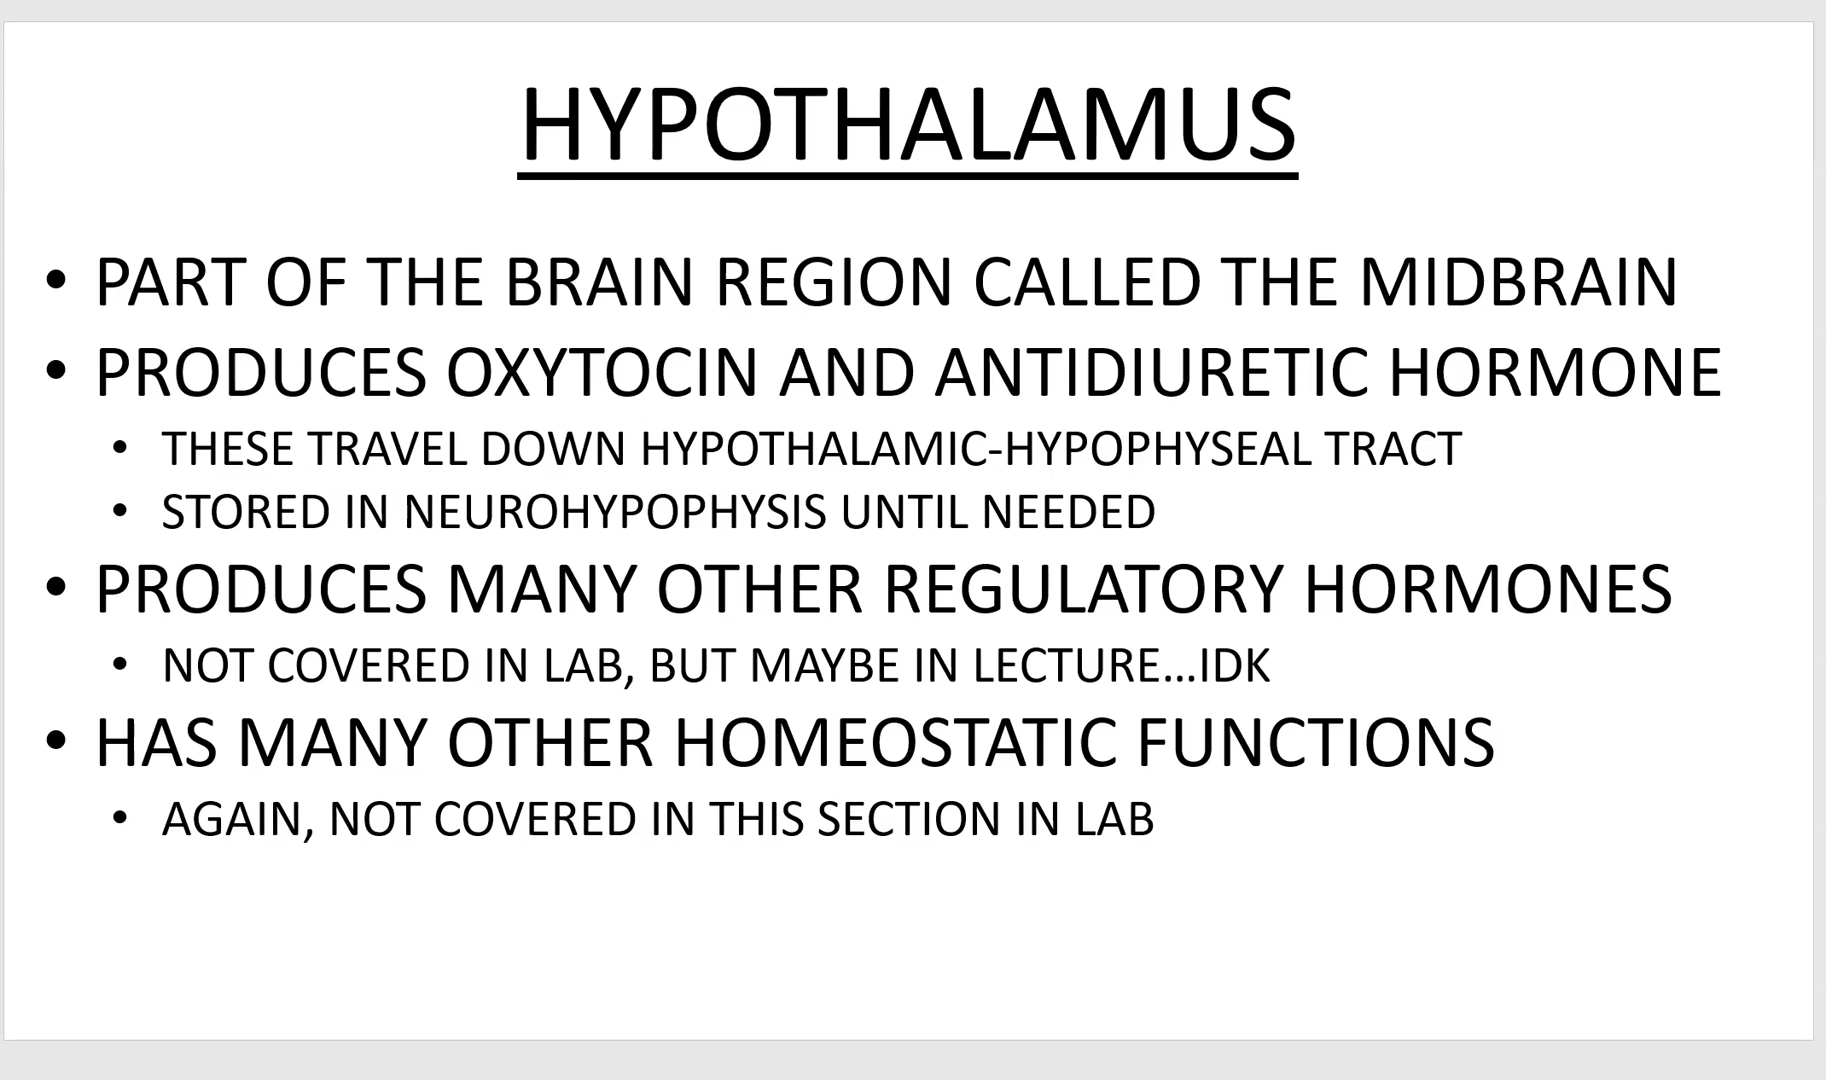 HYPOTHALAMUS
• PART OF THE BRAIN REGION CALLED THE MIDBRAIN
• PRODUCES OXYTOCIN AND ANTIDIURETIC HORMONE
• THESE TRAVEL DOWN HYPOTHALAMIC-HYPOPHYSEAL TRACT
• STORED IN NEUROHYPOPHYSIS UNTIL NEEDED
• PRODUCES MANY OTHER REGULATORY HORMONES
• NOT COVERED IN LAB, BUT MAYBE IN LECTURE...IDK
• HAS MANY OTHER HOMEOSTATIC FUNCTIONS
• AGAIN, NOT COVERED IN THIS SECTION IN LAB